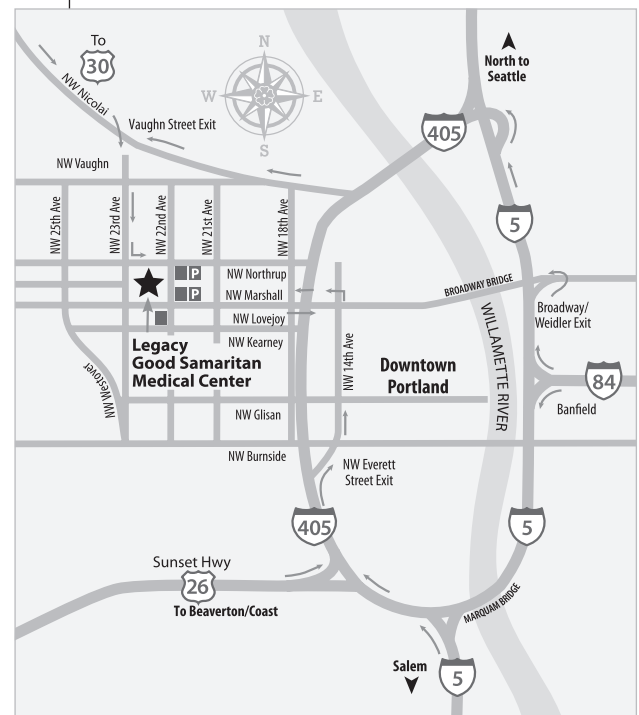 To
30
NW Nicolai
N
W
E
S
North to
Seattle
405
Vaughn Street Exit
NW Vaughn
5
NW 25th Ave
NW 23rd Ave
NW 22nd Ave
NW 21st Ave
NW 18th Ave
NW Northrup
P
NW Marshall
P
BROADWAY BRIDGE
NW Lovejoy
Broadway/
Weidler Exit
WILLAMETTE RIVER
NW Kearney
Legacy
Good Samaritan
Medical Center
NW 14th Ave
Downtown
Portland
84
Banfield
NW Westover
NW Glisan
NW Burnside
NW Everett
Street Exit
405
5
Sunset Hwy
26
To Beaverton/Coast
MARQUAM BRIDGE
Salem
5